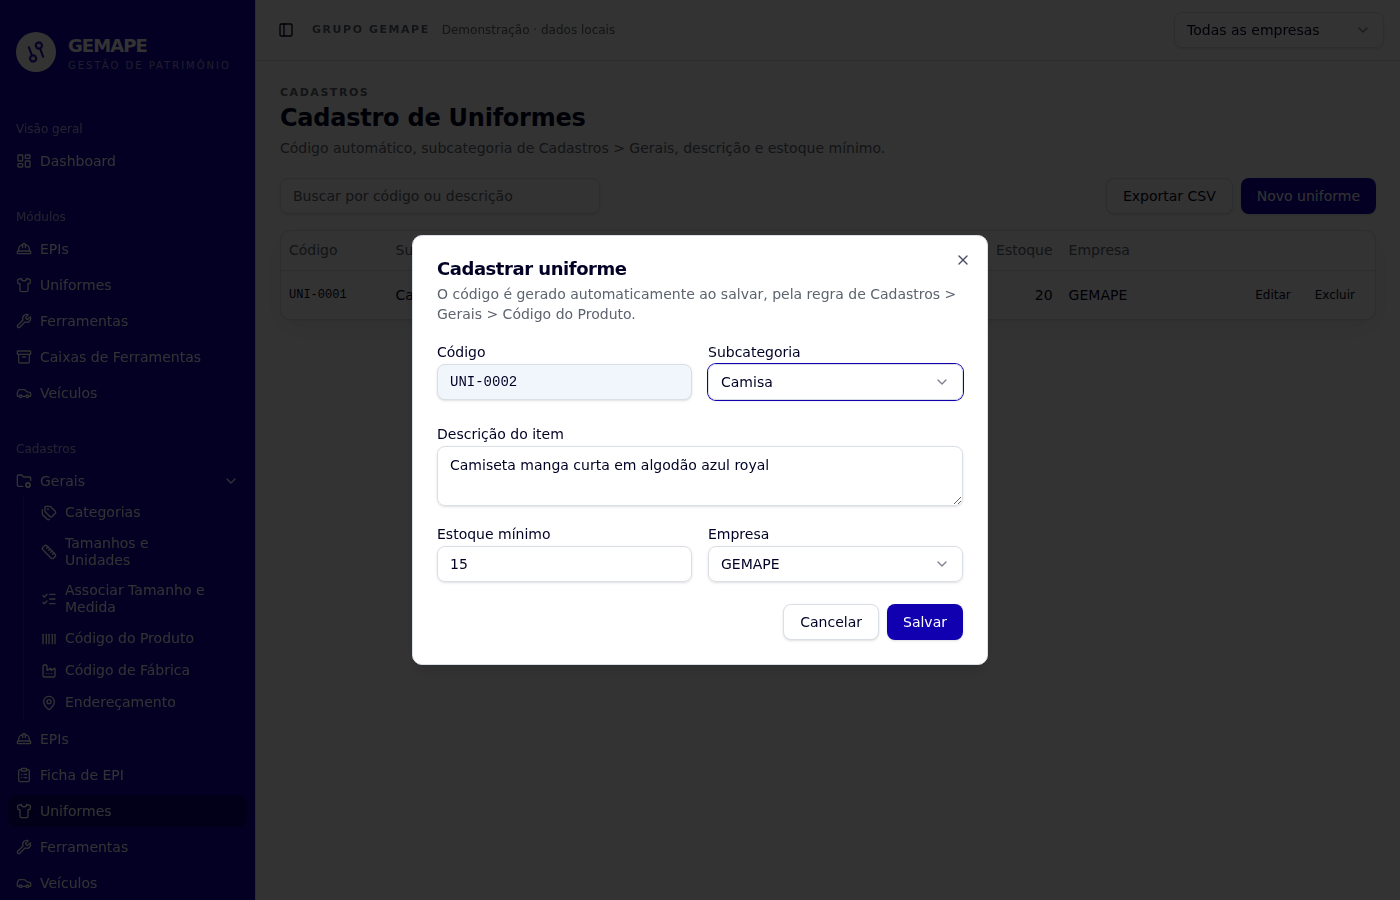 GEMAPE
GESTÃO DE PATRIMÔNIO
Visão geral
Dashboard
Módulos
EPIs
Uniformes
Ferramentas
Caixas de Ferramentas
Veículos
Cadastros
Gerais
Categorias
Tamanhos e
Unidades
Associar Tamanho e
Medida
Código do Produto
Código de Fábrica
Endereçamento
EPIs
Ficha de EPI
Uniformes
Ferramentas
Veículos
GRUPO GEMAPE Demonstração · dados locais
Todas as empresas
CADASTROS
Cadastro de Uniformes
Código automático, subcategoria de Cadastros > Gerais, descrição e estoque mínimo.
Buscar por código ou descrição
Exportar CSV
Novo uniforme
Código Su Estoque Empresa
UNI-0001 Ca 20 GEMAPE Editar Excluir
Cadastrar uniforme
O código é gerado automaticamente ao salvar, pela regra de Cadastros >
Gerais > Código do Produto.
Código Subcategoria
UNI-0002 Camisa
Descrição do item
Camiseta manga curta em algodão azul royal
Estoque mínimo Empresa
15 GEMAPE
Cancelar Salvar